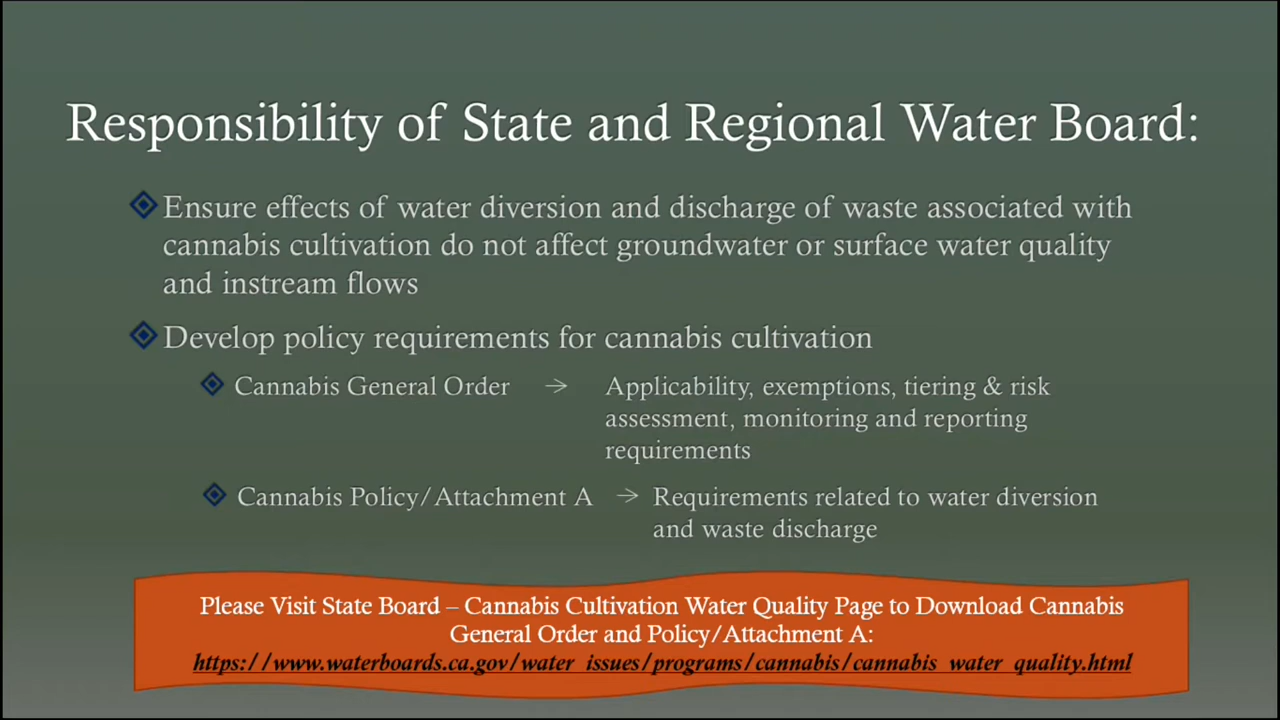 Responsibility of State and Regional Water Board:
Ensure effects of water diversion and discharge of waste associated with
cannabis cultivation do not affect groundwater or surface water quality
and instream flows
Develop policy requirements for cannabis cultivation
Cannabis General Order → Applicability, exemptions, tiering & risk
assessment, monitoring and reporting
requirements
Cannabis Policy/Attachment A → Requirements related to water diversion
and waste discharge
Please Visit State Board – Cannabis Cultivation Water Quality Page to Download Cannabis
General Order and Policy/Attachment A:
https://www.waterboards.ca.gov/water_issues/programs/cannabis/cannabis_water_quality.html